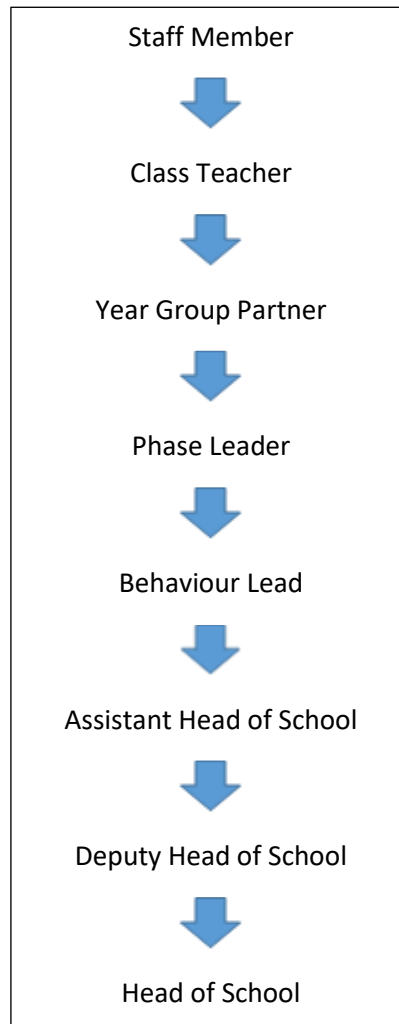 Staff Member
Class Teacher
Year Group Partner
Phase Leader
Behaviour Lead
Assistant Head of School
Deputy Head of School
Head of School